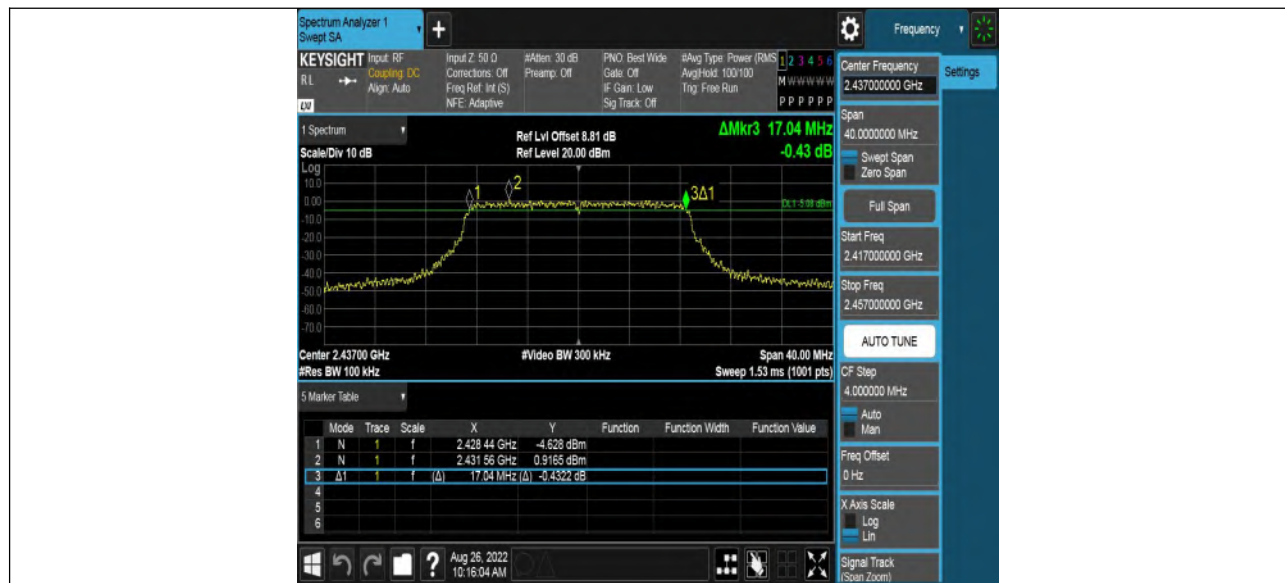 Spectrum Analyzer 1
Swept SA
+
Frequency
KEYSIGHT Input: RF Input Z: 50 Ω #Atten: 30 dB PNO: Best Wide #Avg Type: Power (RMS 1 2 3 4 5 6
RL Coupling: DC Corrections: Off Preamp: Off Gate: Off Avg|Hold: 100/100 M W W W W W
Align: Auto Freq Ref: Int (S) IF Gain: Low Trig: Free Run
LXI NFE: Adaptive Sig Track: Off P P P P P P
1 Spectrum Ref Lvl Offset 8.81 dB ΔMkr3 17.04 MHz
Scale/Div 10 dB Ref Level 20.00 dBm -0.43 dB
Log
10.0
0.00
-10.0
-20.0
-30.0
-40.0
-50.0
-60.0
-70.0
1
2
3Δ1
DL1 -5.08 dBm
Center 2.43700 GHz #Video BW 300 kHz Span 40.00 MHz
#Res BW 100 kHz Sweep 1.53 ms (1001 pts)
5 Marker Table
Mode Trace Scale X Y Function Function Width Function Value
1 N 1 f 2.428 44 GHz -4.628 dBm
2 N 1 f 2.431 56 GHz 0.9165 dBm
3 Δ1 1 f (Δ) 17.04 MHz (Δ) -0.4322 dB
4
5
6
? Aug 26, 2022
10:16:04 AM
Center Frequency
2.437000000 GHz
Settings
Span
40.0000000 MHz
Swept Span
Zero Span
Full Span
Start Freq
2.417000000 GHz
Stop Freq
2.457000000 GHz
AUTO TUNE
CF Step
4.000000 MHz
Auto
Man
Freq Offset
0 Hz
X Axis Scale
Log
Lin
Signal Track
(Span Zoom)